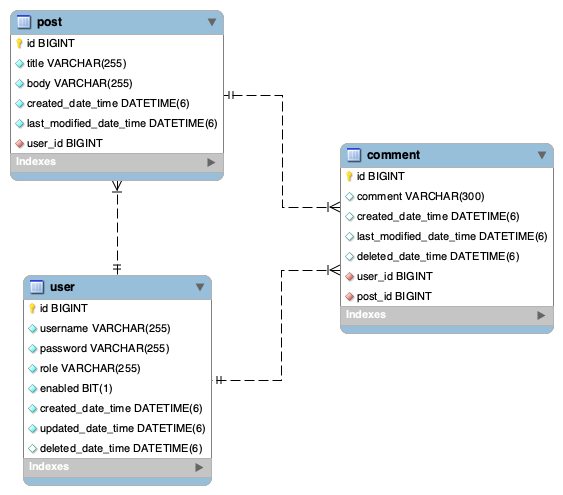 post
id BIGINT
title VARCHAR(255)
body VARCHAR(255)
created_date_time DATETIME(6)
last_modified_date_time DATETIME(6)
user_id BIGINT
Indexes
comment
id BIGINT
comment VARCHAR(300)
created_date_time DATETIME(6)
last_modified_date_time DATETIME(6)
deleted_date_time DATETIME(6)
user_id BIGINT
post_id BIGINT
Indexes
user
id BIGINT
username VARCHAR(255)
password VARCHAR(255)
role VARCHAR(255)
enabled BIT(1)
created_date_time DATETIME(6)
updated_date_time DATETIME(6)
deleted_date_time DATETIME(6)
Indexes